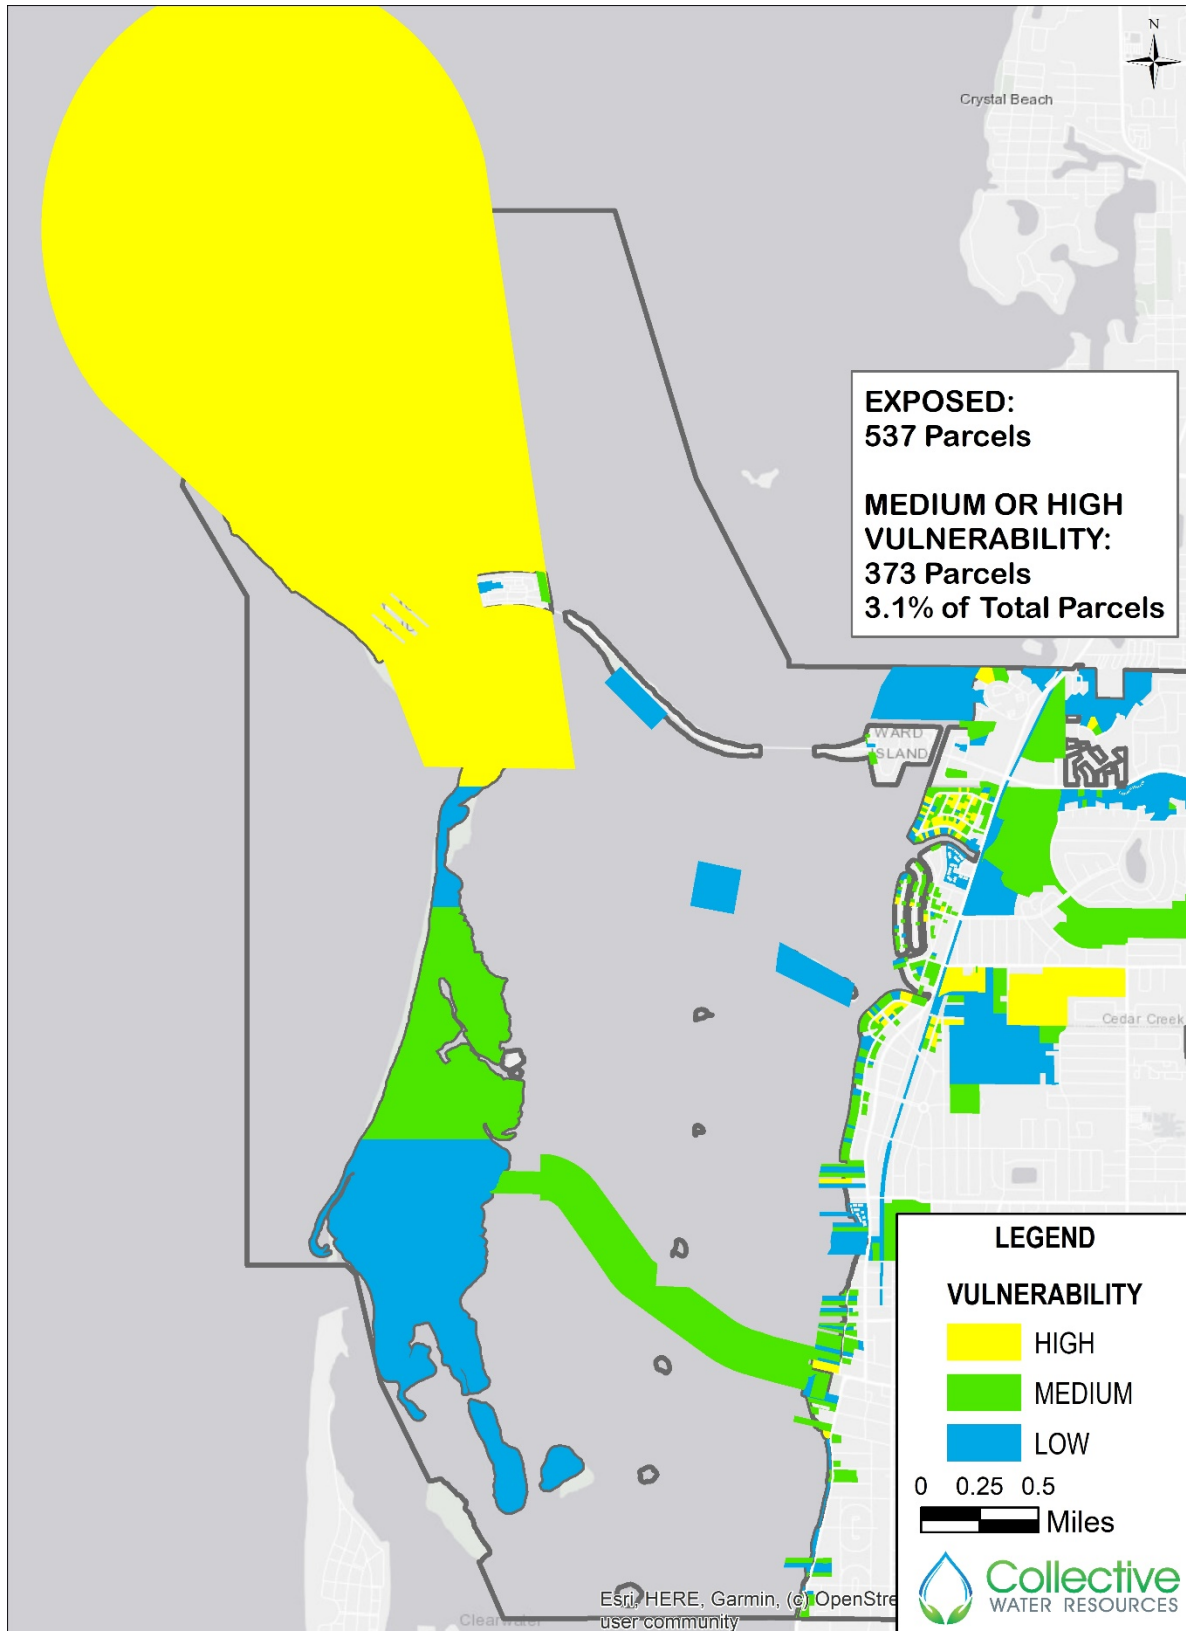 N
Crystal Beach
EXPOSED:
537 Parcels
MEDIUM OR HIGH
VULNERABILITY:
373 Parcels
3.1% of Total Parcels
WARD
ISLAND
Cedar Creek
LEGEND
VULNERABILITY
HIGH
MEDIUM
LOW
0 0.25 0.5
Miles
Collective
WATER RESOURCES
Esri, HERE, Garmin, (c) OpenStre
user community
Clearwater